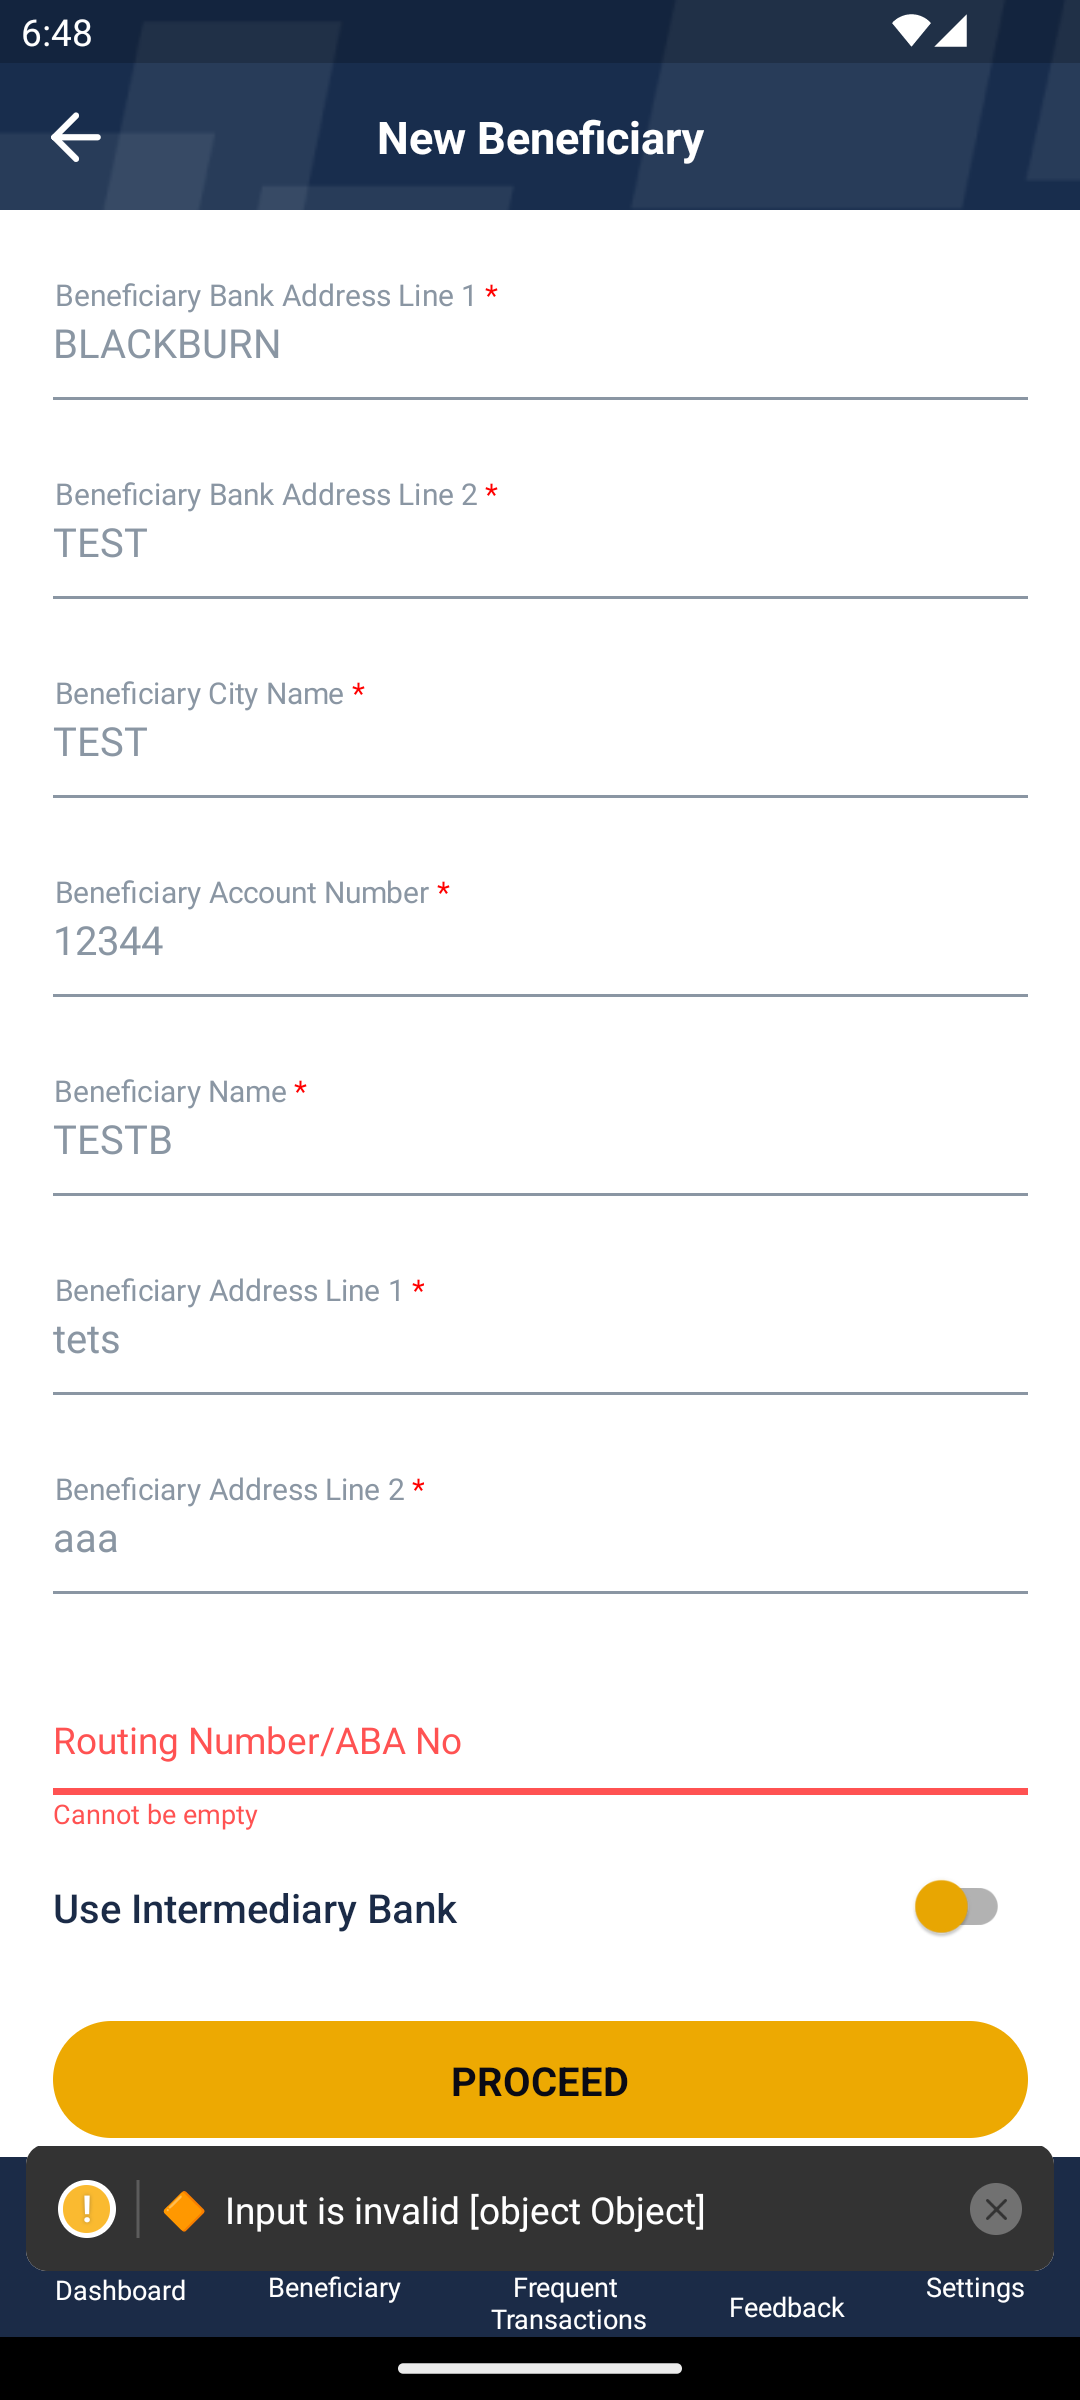 6:48
New Beneficiary
Beneficiary Bank Address Line 1 *
BLACKBURN
Beneficiary Bank Address Line 2 *
TEST
Beneficiary City Name *
TEST
Beneficiary Account Number *
12344
Beneficiary Name *
TESTB
Beneficiary Address Line 1 *
tets
Beneficiary Address Line 2 *
aaa
Routing Number/ABA No
Cannot be empty
Use Intermediary Bank
PROCEED
Input is invalid [object Object]
Dashboard
Beneficiary
Frequent
Transactions
Feedback
Settings